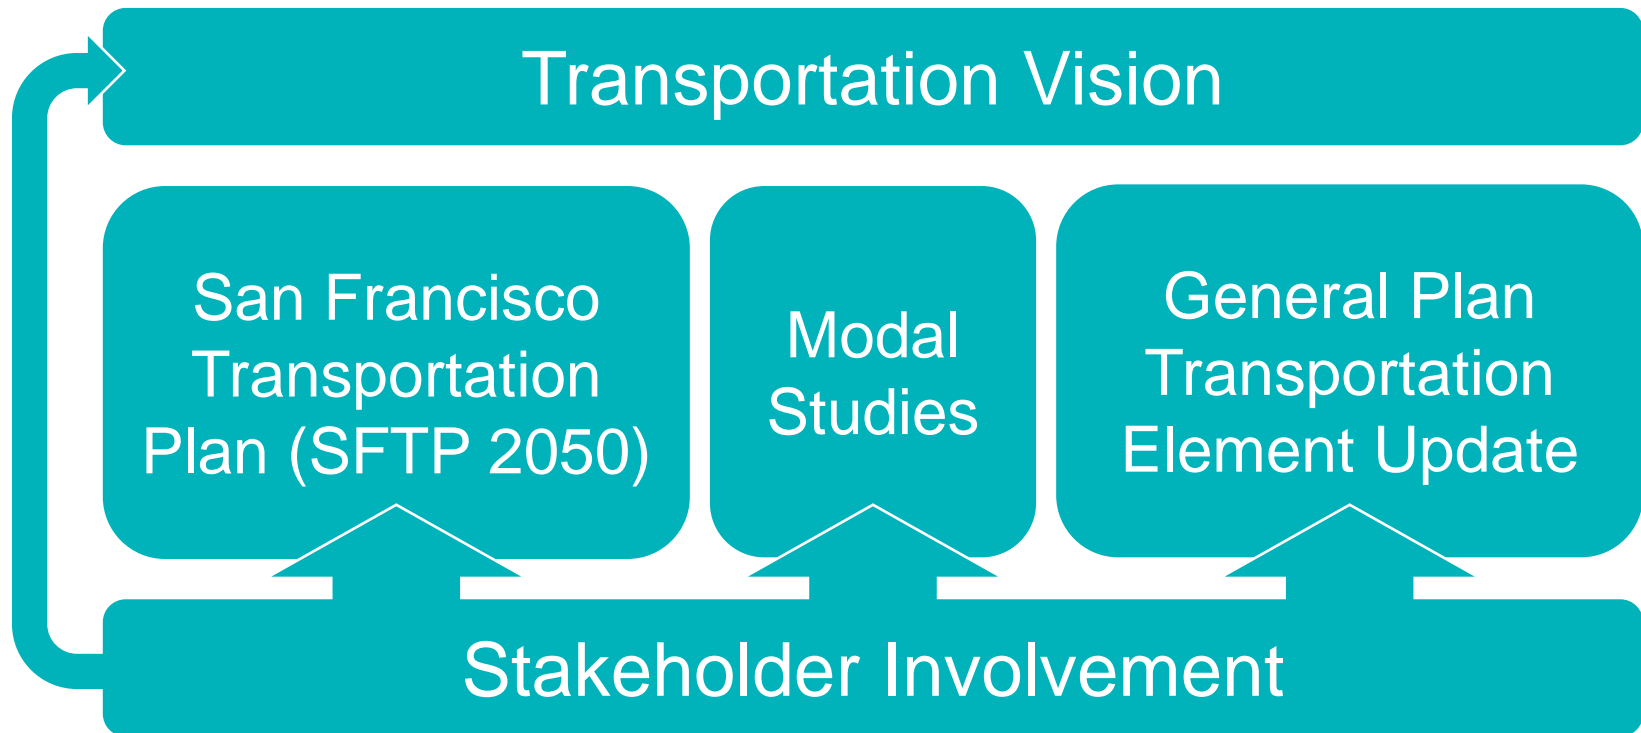 Transportation Vision
San Francisco
Transportation
Plan (SFTP 2050)
Modal
Studies
General Plan
Transportation
Element Update
Stakeholder Involvement